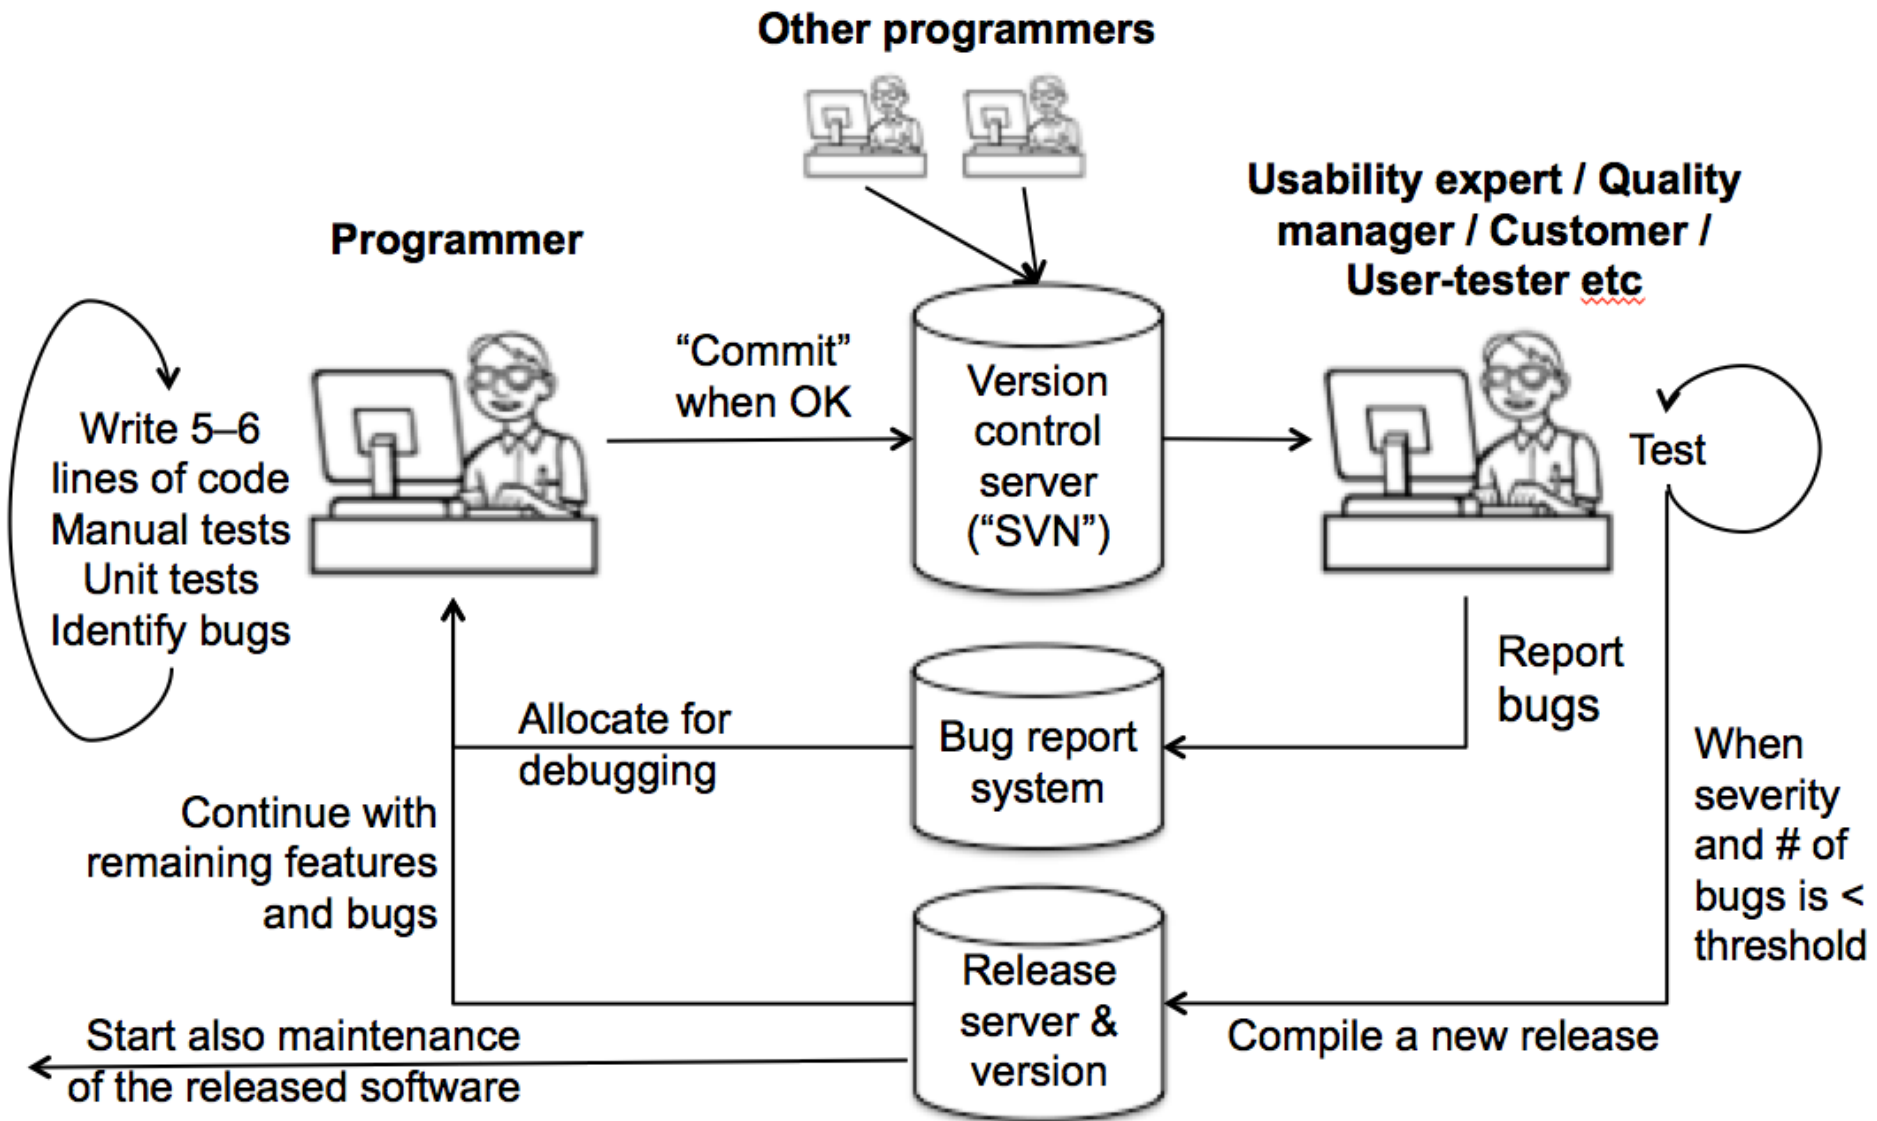 Other programmers
Usability expert / Quality
manager / Customer /
User-tester etc
Programmer
“Commit”
when OK
Version
control
server
(“SVN”)
Write 5–6
lines of code
Manual tests
Unit tests
Identify bugs
Test
Report
bugs
Allocate for
debugging
Bug report
system
When
severity
and # of
bugs is <
threshold
Continue with
remaining features
and bugs
Release
server &
version
Compile a new release
Start also maintenance
of the released software